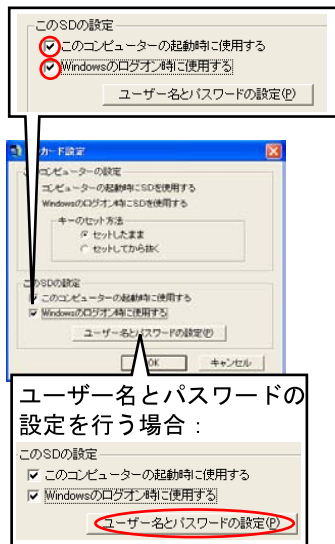 このSDの設定
このコンピューターの起動時に使用する
Windowsのログオン時に使用する
ユーザー名とパスワードの設定(P)
カード設定
コンピューターの設定
コンピューターの起動時にSDを使用する
Windowsのログオン時にSDを使用する
キーのセット方法
セットしたまま
セットしてから抜く
このSDの設定
このコンピューターの起動時に使用する
Windowsのログオン時に使用する
ユーザー名とパスワードの設定(P)
OK
キャンセル
ユーザー名とパスワードの
設定を行う場合：
このSDの設定
このコンピューターの起動時に使用する
Windowsのログオン時に使用する
ユーザー名とパスワードの設定(P)